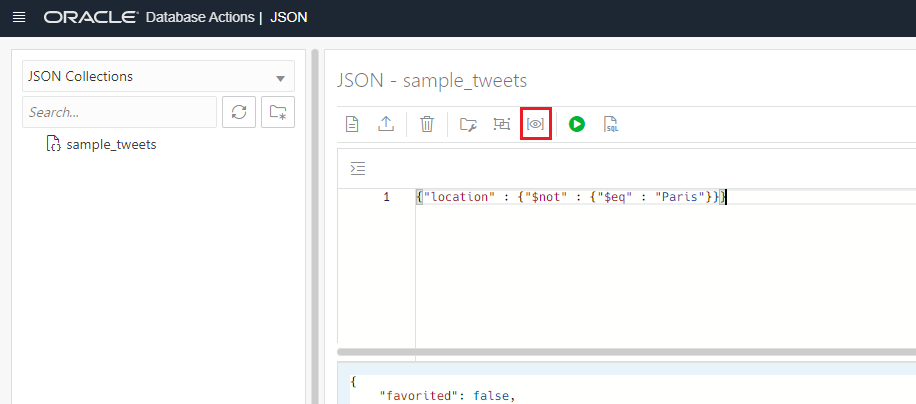 ORACLE Database Actions | JSON
JSON Collections
Search...
sample_tweets
JSON - sample_tweets
SQL
1 {"location" : {"$not" : {"$eq" : "Paris"}}}
{
"favorited": false,